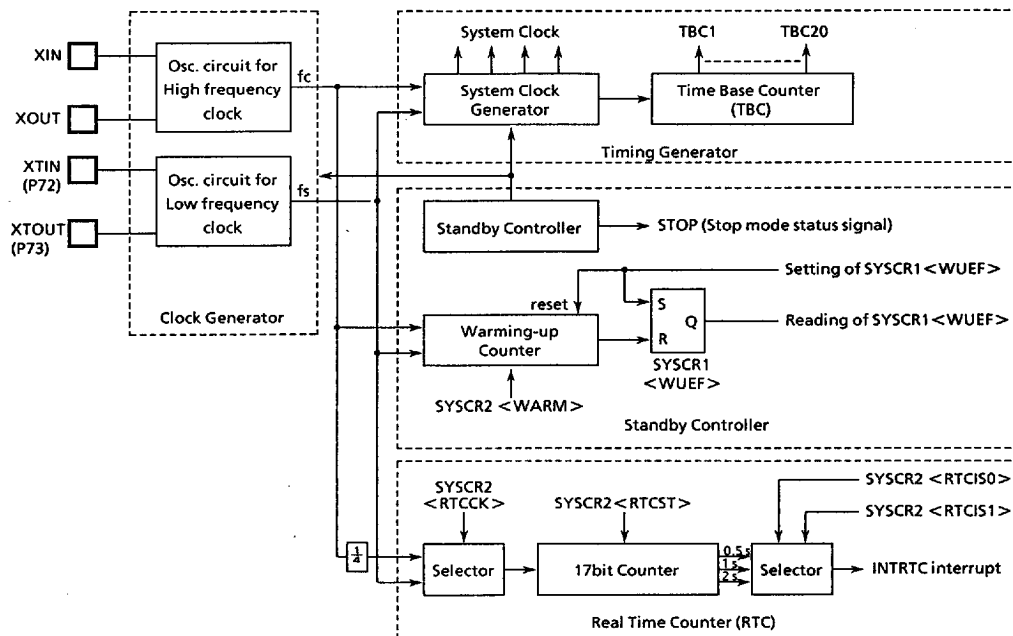 XIN
XOUT
XTIN
(P72)
XTOUT
(P73)
Osc. circuit for
High frequency
clock
fc
Osc. circuit for
Low frequency
clock
fs
Clock Generator
System Clock
TBC1
TBC20
System Clock
Generator
Time Base Counter
(TBC)
Timing Generator
Standby Controller
STOP (Stop mode status signal)
Setting of SYSCR1<WUEF>
reset
Warming-up
Counter
S
Q
R
Reading of SYSCR1<WUEF>
SYSCR1
<WUEF>
SYSCR2 <WARM>
Standby Controller
SYSCR2
<RTCCK>
SYSCR2<RTCST>
SYSCR2 <RTCIS0>
SYSCR2 <RTCIS1>
1/4
Selector
17bit Counter
0.5s
1s
2s
Selector
INTRTC interrupt
Real Time Counter (RTC)